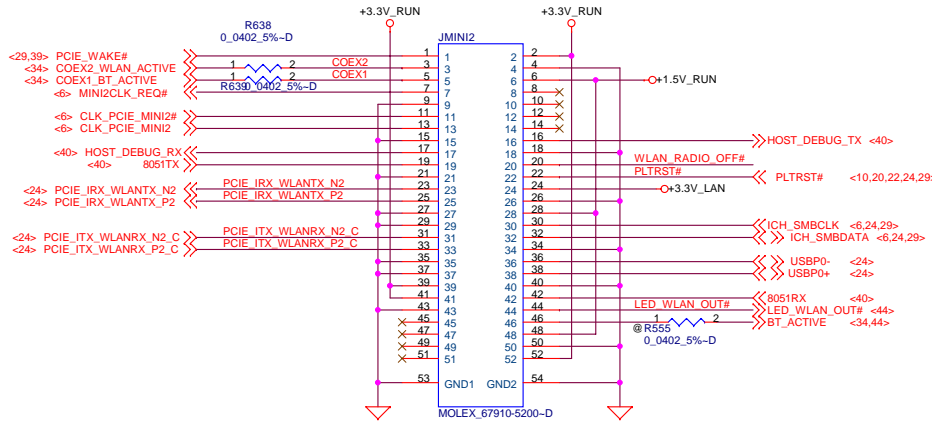 +3.3V_RUN +3.3V_RUN
R638
0_0402_5%~D
JMINI2
<29,39> PCIE_WAKE# 1 1 2 2
<34> COEX2_WLAN_ACTIVE 1 2 COEX2 3 3 4 4
<34> COEX1_BT_ACTIVE 1 2 COEX1 5 5 6 6 +1.5V_RUN
R639 0_0402_5%~D
<6> MINI2CLK_REQ# 7 7 8 8
9 9 10 10
<6> CLK_PCIE_MINI2# 11 11 12 12
<6> CLK_PCIE_MINI2 13 13 14 14
15 15 16 16 HOST_DEBUG_TX <40>
<40> HOST_DEBUG_RX 17 17 18 18
<40> 8051TX 19 19 20 20 WLAN_RADIO_OFF#
21 21 22 22 PLTRST# PLTRST# <10,20,22,24,29
<24> PCIE_IRX_WLANTX_N2 PCIE_IRX_WLANTX_N2 23 23 24 24 +3.3V_LAN
<24> PCIE_IRX_WLANTX_P2 PCIE_IRX_WLANTX_P2 25 25 26 26
27 27 28 28
29 29 30 30 ICH_SMBCLK <6,24,29>
<24> PCIE_ITX_WLANRX_N2_C PCIE_ITX_WLANRX_N2_C 31 31 32 32 ICH_SMBDATA <6,24,29>
<24> PCIE_ITX_WLANRX_P2_C PCIE_ITX_WLANRX_P2_C 33 33 34 34
35 35 36 36 USBP0- <24>
37 37 38 38 USBP0+ <24>
39 39 40 40
41 41 42 42 8051RX <40>
43 43 44 44 LED_WLAN_OUT# LED_WLAN_OUT# <44>
45 45 46 46 1 2 BT_ACTIVE <34,44>
@ R555
0_0402_5%~D
47 47 48 48
49 49 50 50
51 51 52 52
53 GND1 GND2 54
MOLEX_67910-5200~D